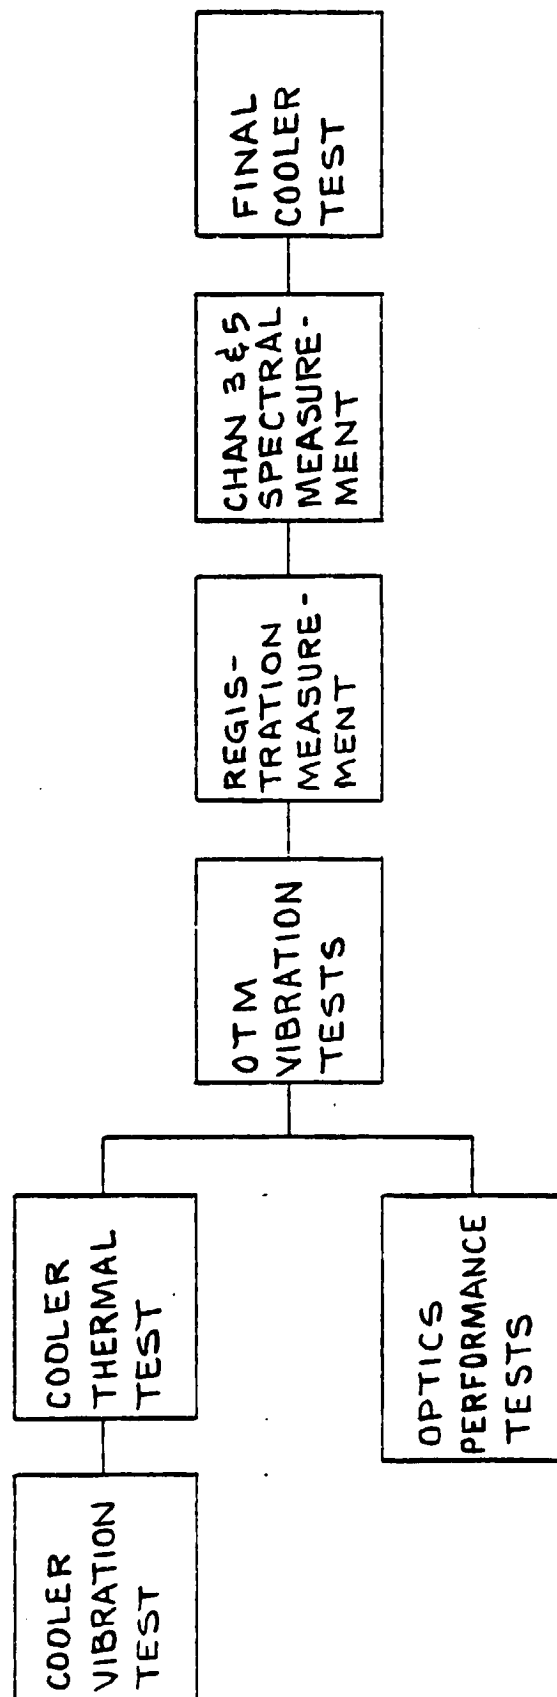 COOLER
VIBRATION
TEST
COOLER
THERMAL
TEST
OPTICS
PERFORMANCE
TESTS
OTM
VIBRATION
TESTS
REGIS-
TRATION
MEASURE-
MENT
CHAN 3&5
SPECTRAL
MEASURE-
MENT
FINAL
COOLER
TEST